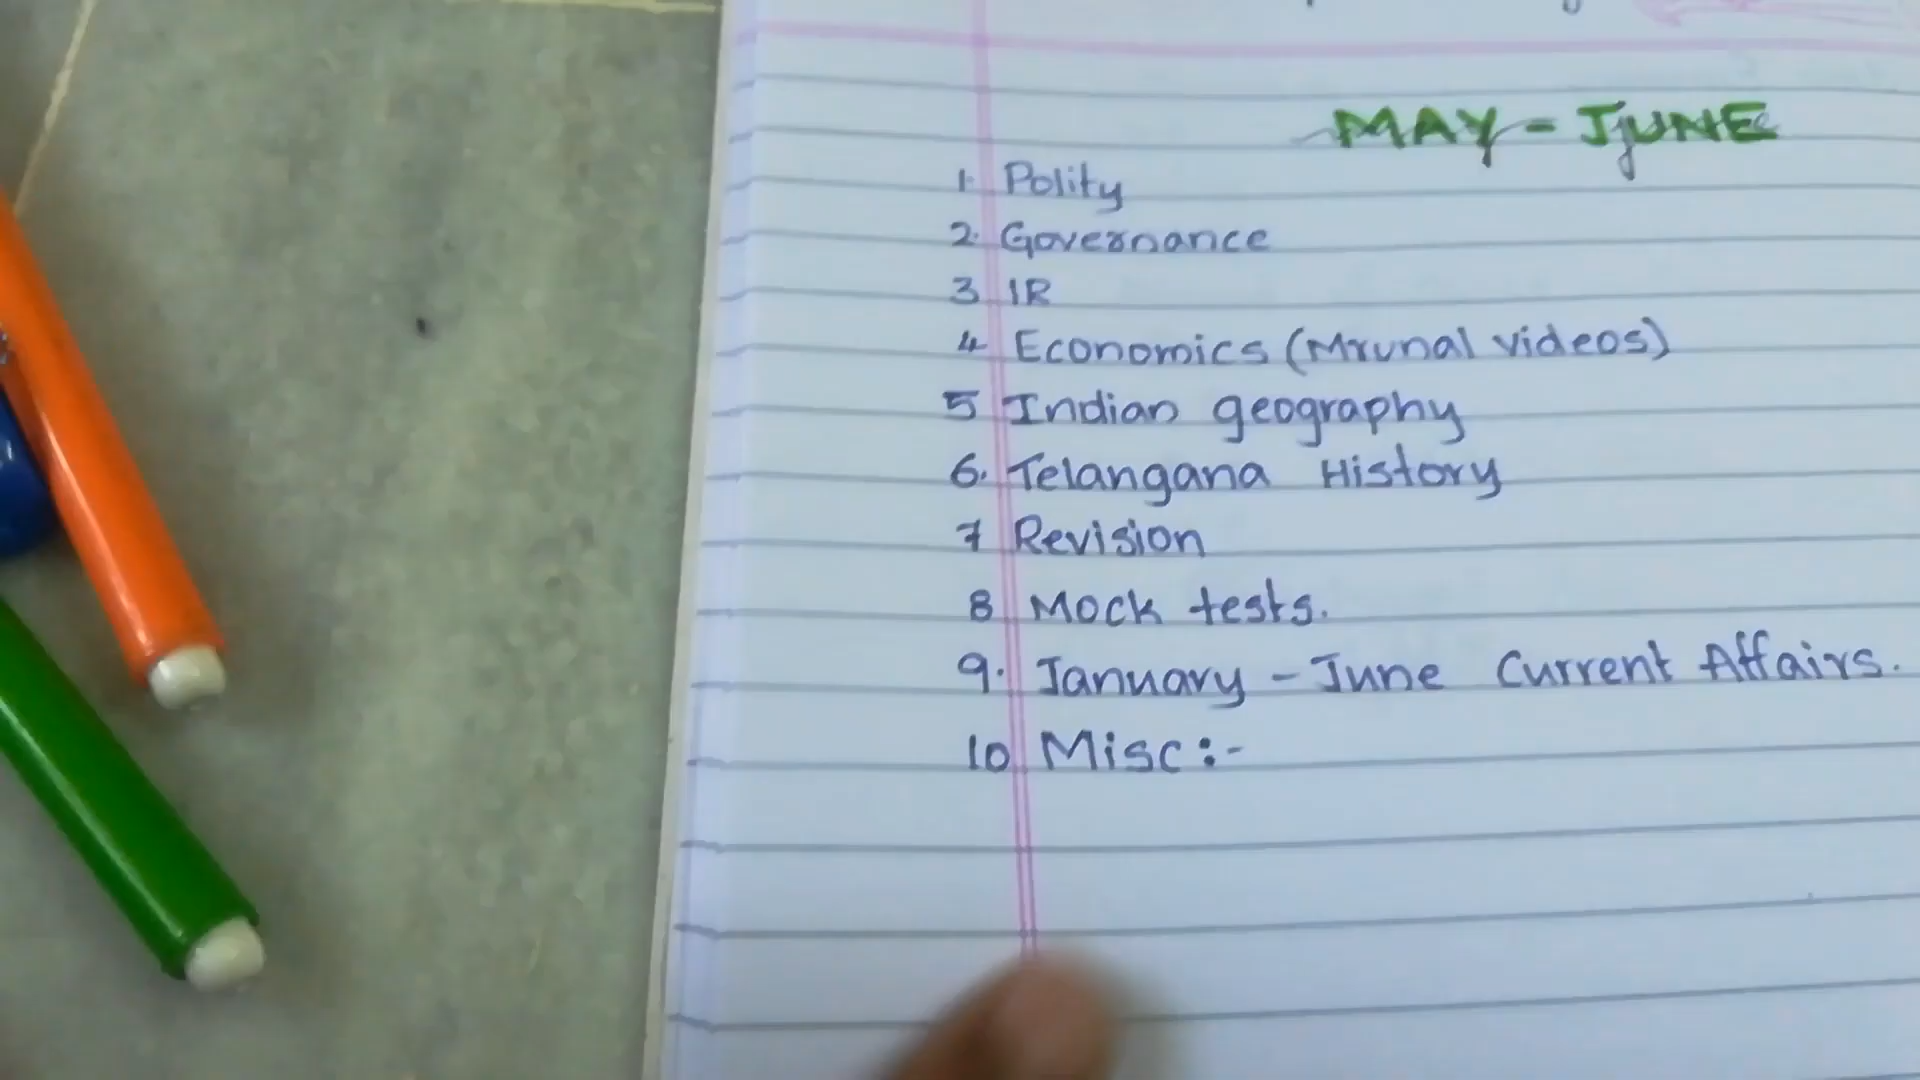 MAY - JUNE
1. Polity
2. Governance
3 IR
4 Economics (Mrunal videos)
5 Indian geography
6. Telangana History
7 Revision
8 Mock tests.
9. January - June Current Affairs.
10 Misc :-